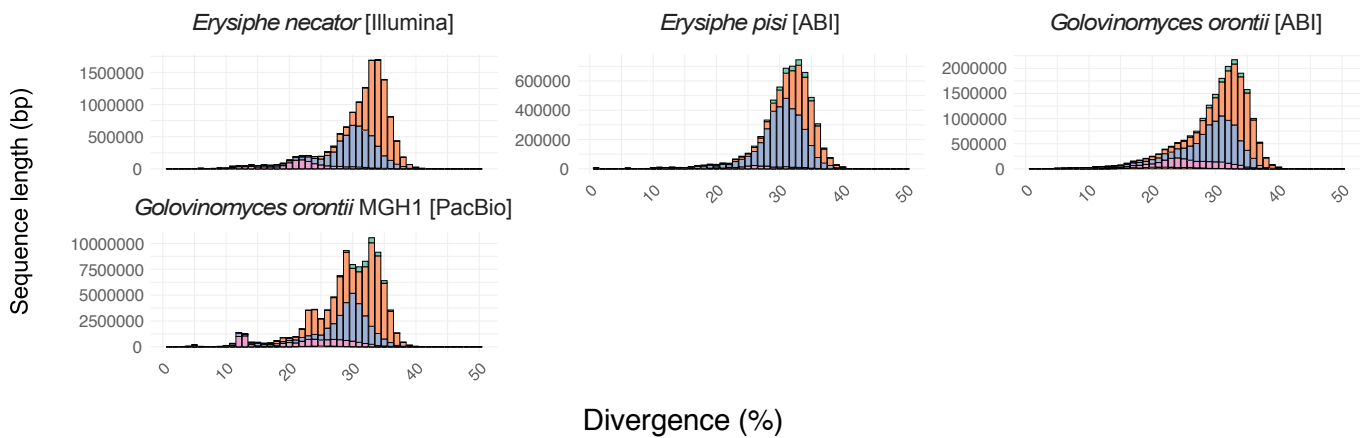 Erysiphe necator [Illumina]
Erysiphe pisi [ABI]
Golovinomyces orontii [ABI]
1500000
1000000
500000
0
600000
400000
200000
0
0 10 20 30 40 50
2000000
1500000
1000000
500000
0
0 10 20 30 40 50
Golovinomyces orontii MGH1 [PacBio]
Sequence length (bp)
10000000
7500000
5000000
2500000
0
0 10 20 30 40 50
Divergence (%)